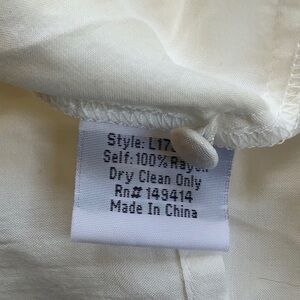 Style: L17
Self: 100% Rayon
Dry Clean Only
Rn# 149414
Made In China